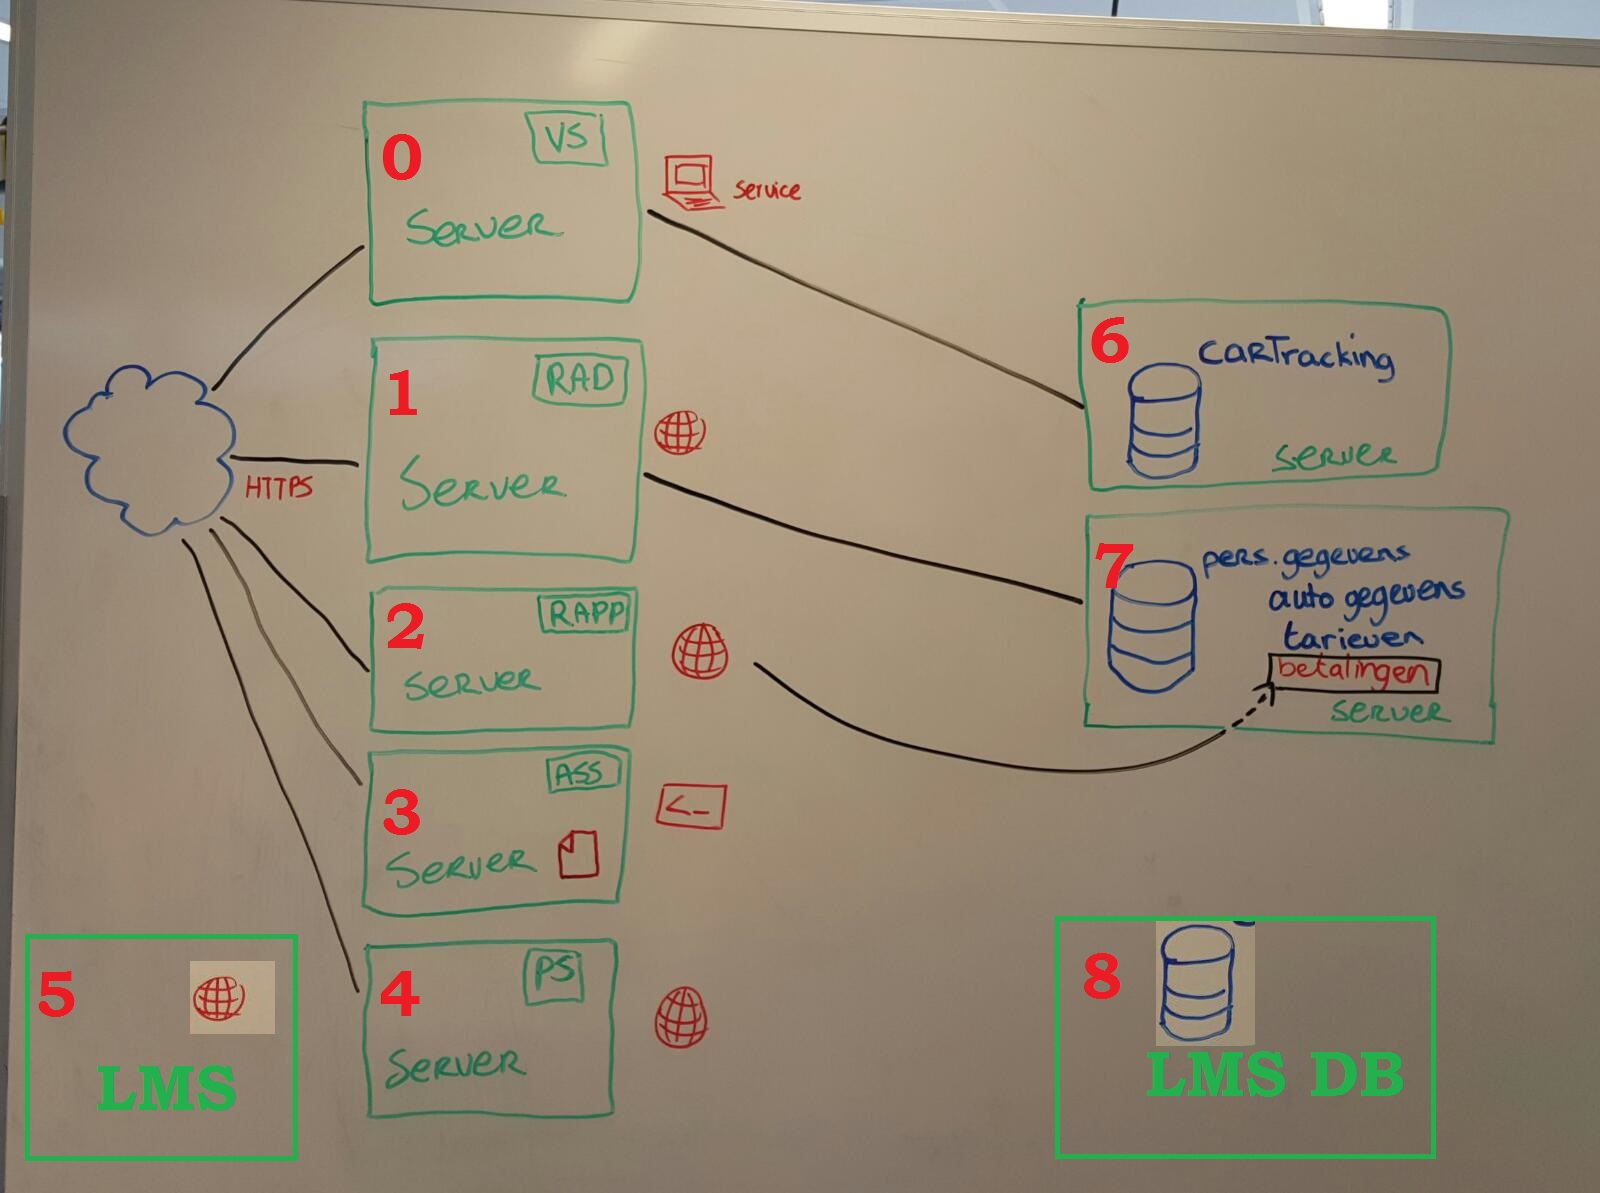 0
VS
SERVER
service
1
RAD
SERVER
HTTPS
2
RAPP
SERVER
3
ASS
SERVER
<_
4
PS
SERVER
5
LMS
6
CARTracking
SERVER
7
pers. gegevens
auto gegevens
tarieven
betalingen
SERVER
8
LMS DB